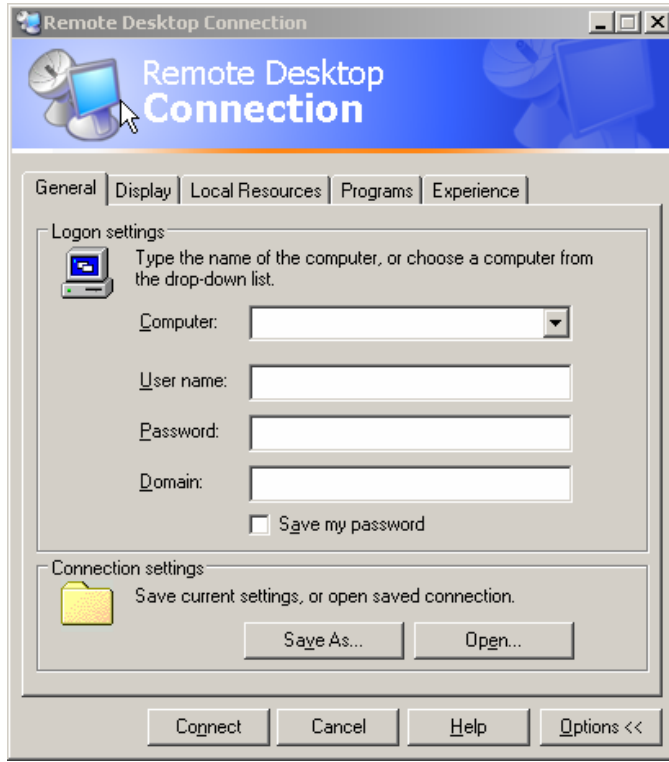 Remote Desktop Connection
Remote Desktop
Connection
General Display Local Resources Programs Experience
Logon settings
Type the name of the computer, or choose a computer from
the drop-down list.
Computer:
User name:
Password:
Domain:
Save my password
Connection settings
Save current settings, or open saved connection.
Save As... Open...
Connect Cancel Help Options <<